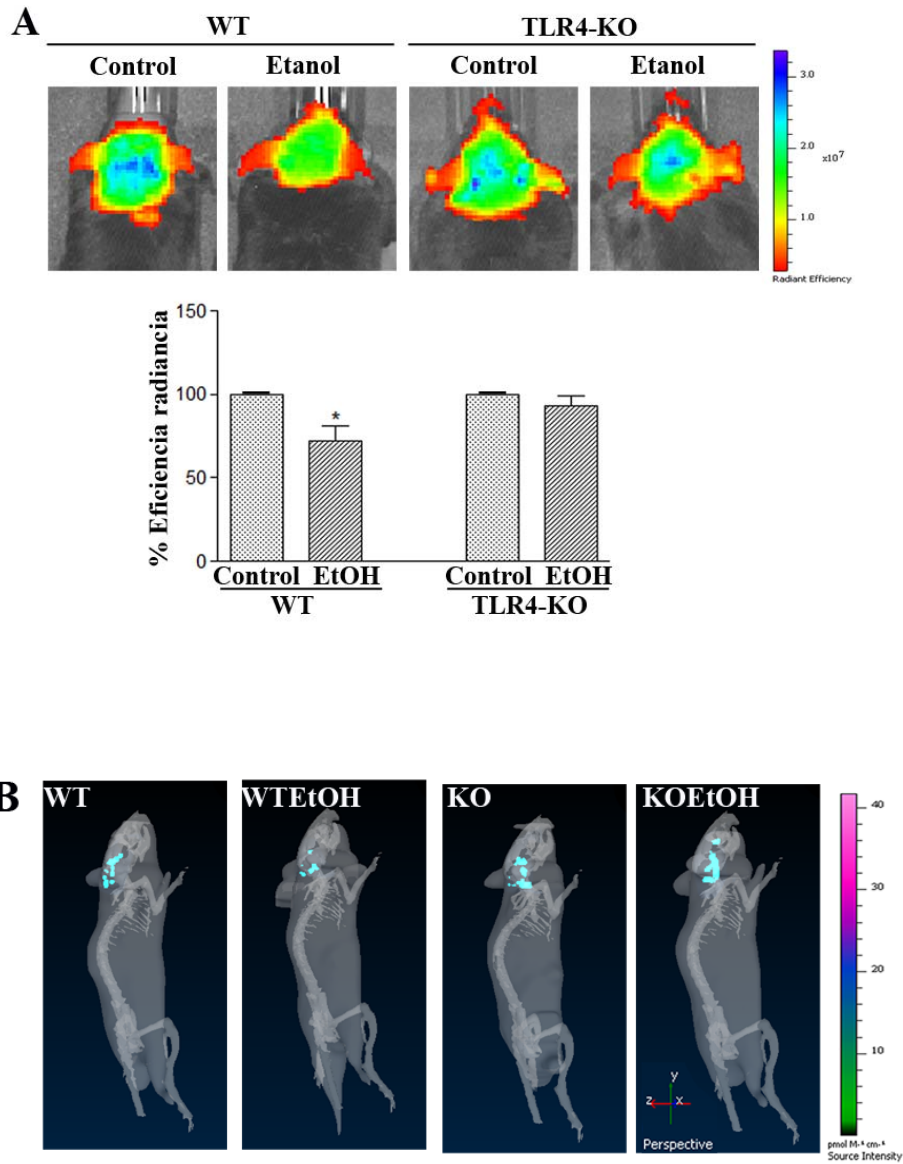 A
WT
TLR4-KO
Control
Etanol
Control
Etanol
3.0
2.0
x10⁷
1.0
Radiant Efficiency
% Eficiencia radiancia
150
100
50
0
*
Control EtOH
WT
Control EtOH
TLR4-KO
B
WT
WTEtOH
KO
KOEtOH
40
30
20
10
y
z
x
Perspective
pmol M⁻¹ cm⁻¹
Source Intensity